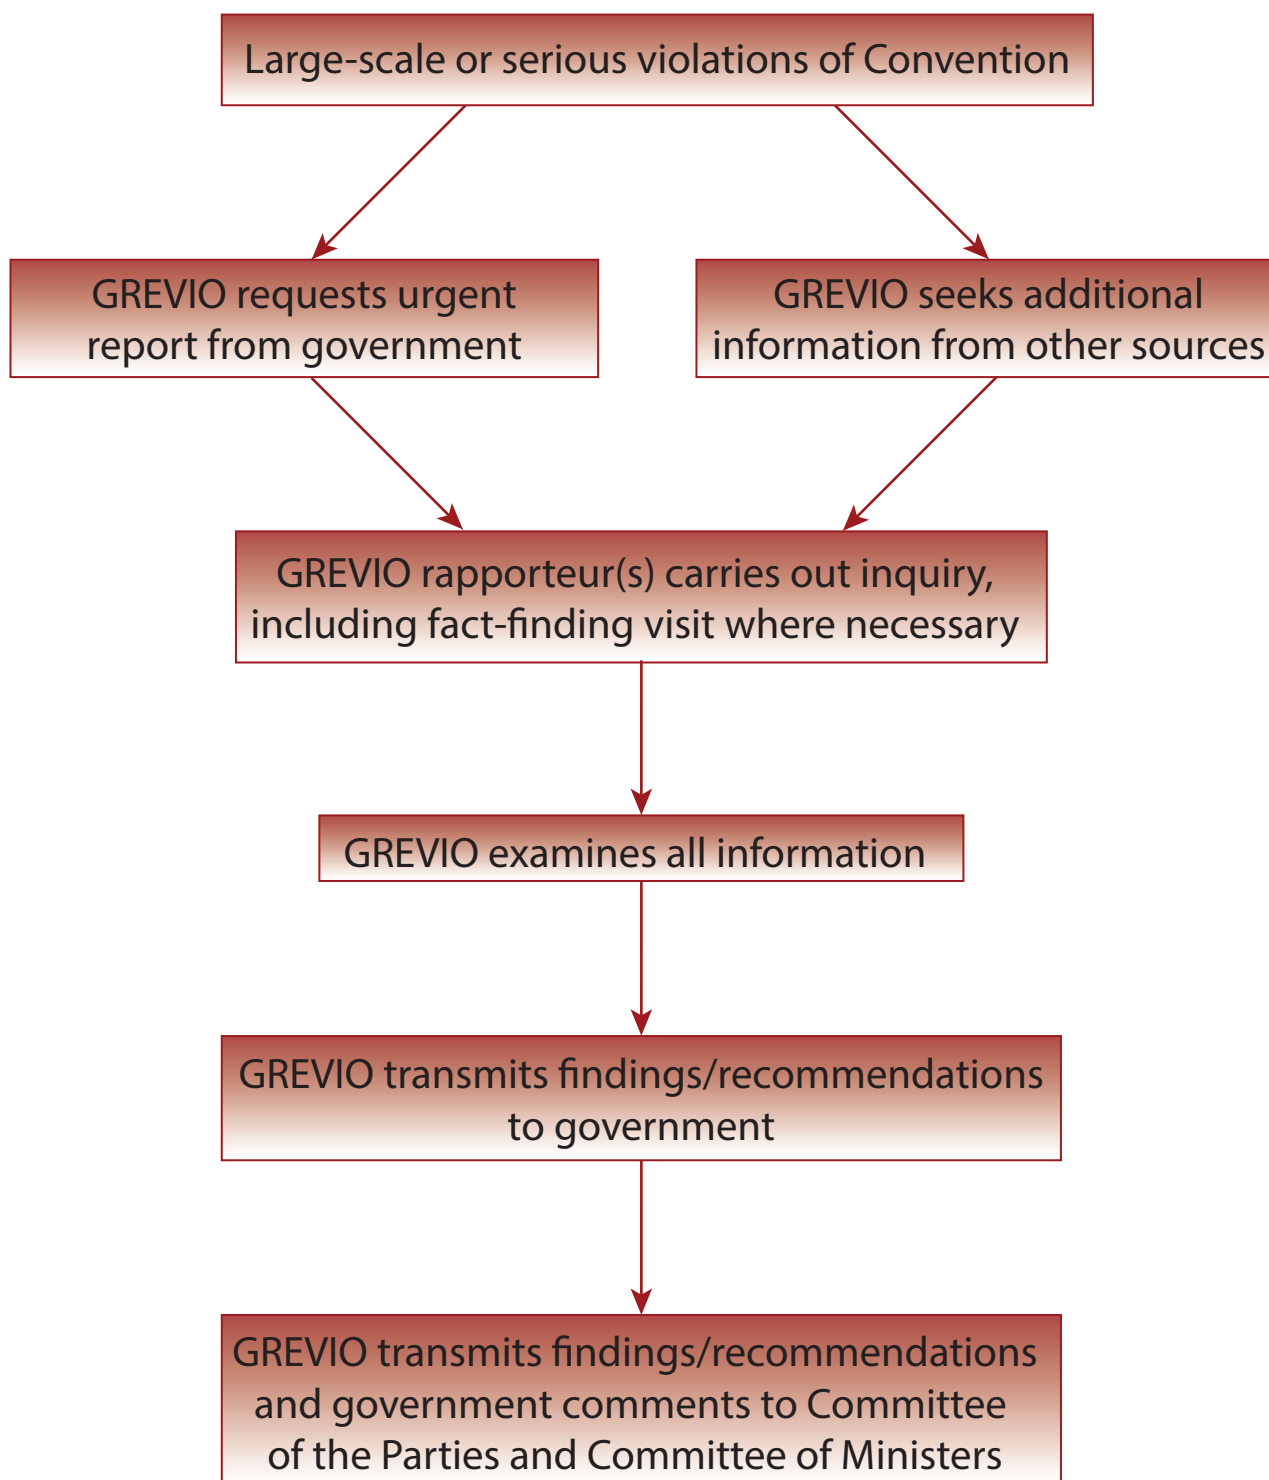 Large-scale or serious violations of Convention
GREVIO requests urgent
report from government
GREVIO seeks additional
information from other sources
GREVIO rapporteur(s) carries out inquiry,
including fact-finding visit where necessary
GREVIO examines all information
GREVIO transmits findings/recommendations
to government
GREVIO transmits findings/recommendations
and government comments to Committee
of the Parties and Committee of Ministers